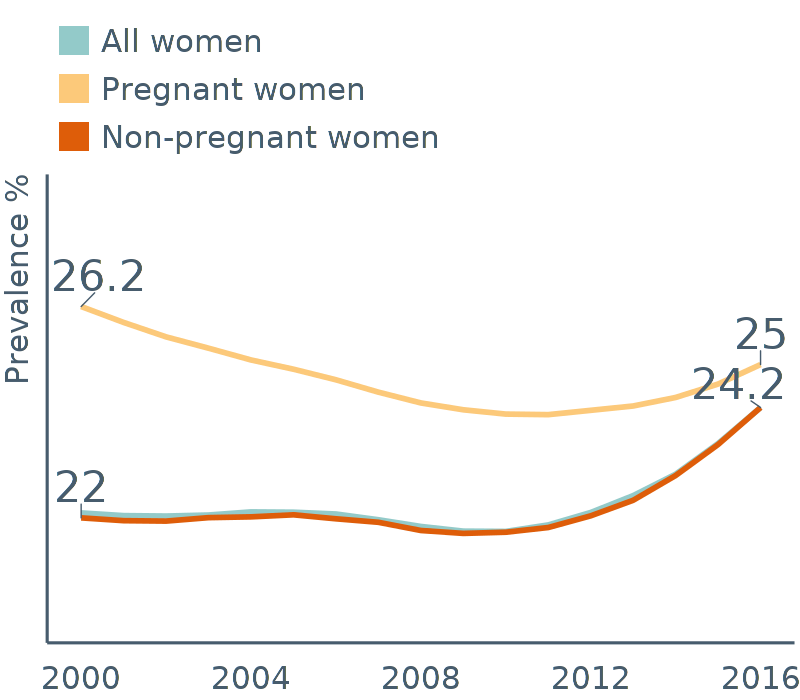 All women
Pregnant women
Non-pregnant women
Prevalence %
26.2
25
24.2
22
2000 2004 2008 2012 2016